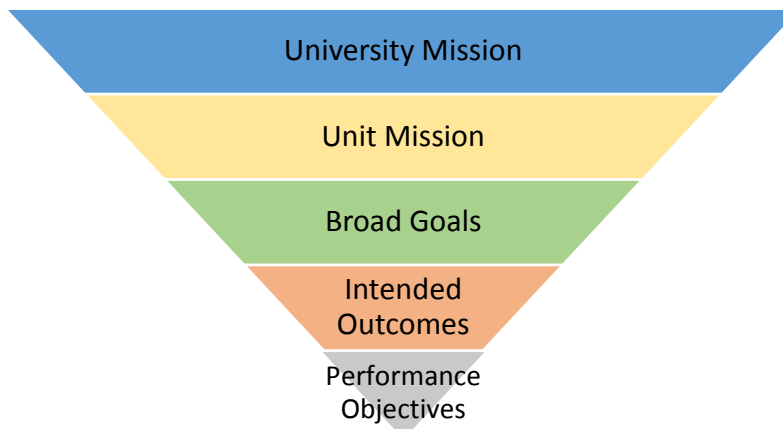 University Mission
Unit Mission
Broad Goals
Intended
Outcomes
Performance
Objectives